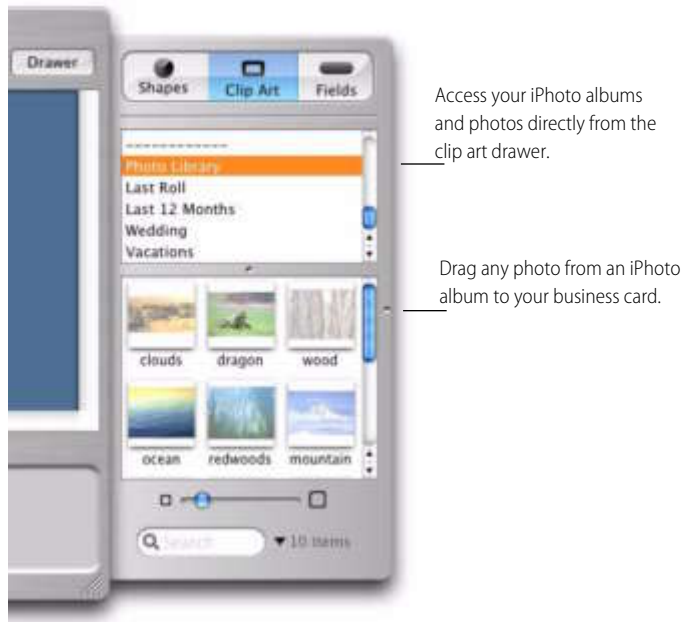 Drawer
Shapes Clip Art Fields
------------
Photo Library
Last Roll
Last 12 Months
Wedding
Vacations
clouds dragon wood
ocean redwoods mountain
Search 10 items
Access your iPhoto albums
and photos directly from the
clip art drawer.
Drag any photo from an iPhoto
album to your business card.